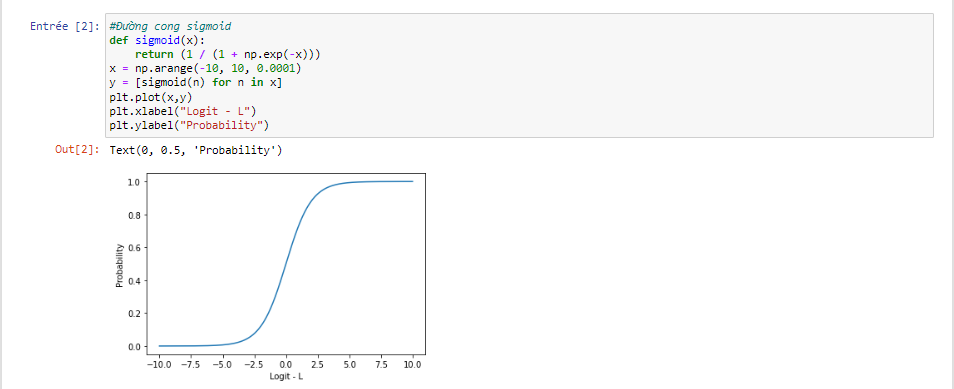 Entrée [2]: #Đường cong sigmoid
def sigmoid(x):
    return (1 / (1 + np.exp(-x)))
x = np.arange(-10, 10, 0.0001)
y = [sigmoid(n) for n in x]
plt.plot(x,y)
plt.xlabel("Logit - L")
plt.ylabel("Probability")
Out[2]: Text(0, 0.5, 'Probability')
1.0
0.8
0.6
0.4
0.2
0.0
Probability
−10.0 −7.5 −5.0 −2.5 0.0 2.5 5.0 7.5 10.0
Logit - L